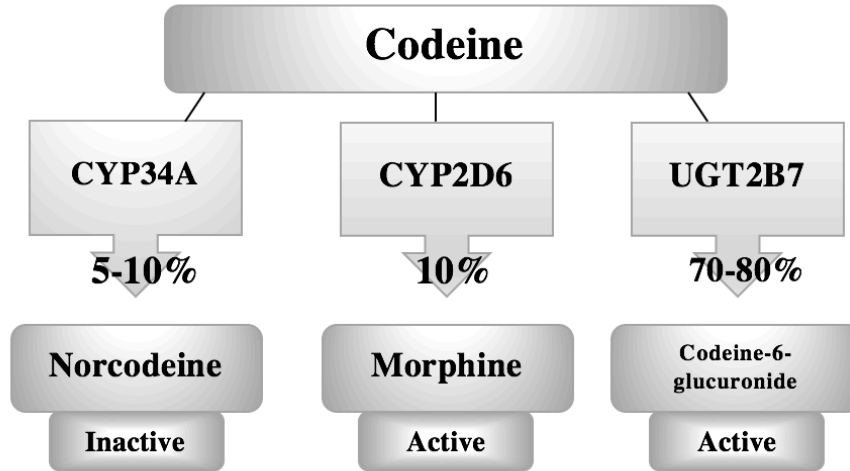 Codeine
CYP34A
CYP2D6
UGT2B7
5-10%
10%
70-80%
Norcodeine
Morphine
Codeine-6-
glucuronide
Inactive
Active
Active